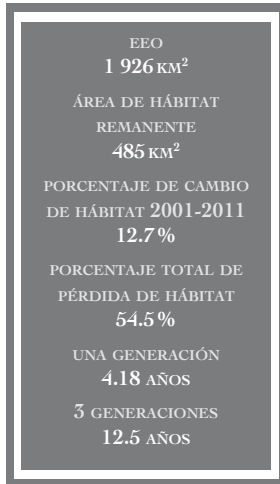 EEO
1 926 KM²
ÁREA DE HÁBITAT
REMANENTE
485 KM²
PORCENTAJE DE CAMBIO
DE HÁBITAT 2001-2011
12.7%
PORCENTAJE TOTAL DE
PÉRDIDA DE HÁBITAT
54.5%
UNA GENERACIÓN
4.18 AÑOS
3 GENERACIONES
12.5 AÑOS